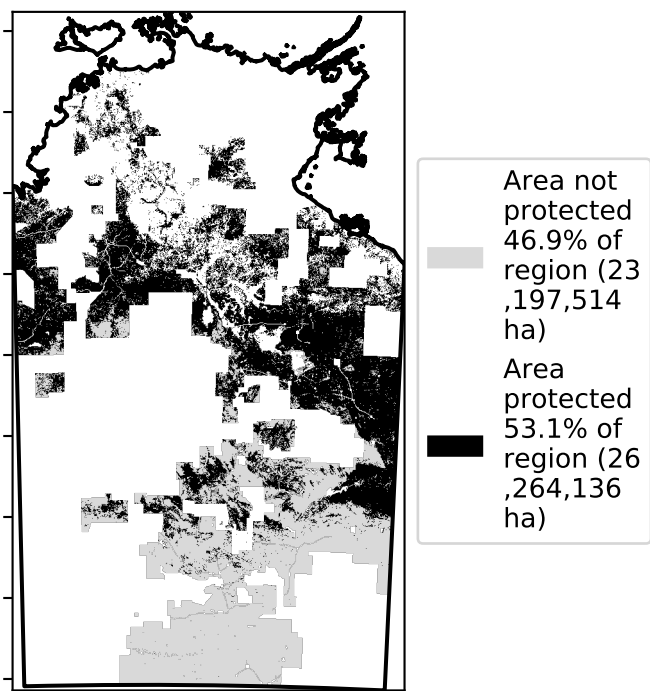 Area not
protected
46.9% of
region (23
,197,514
ha)
Area
protected
53.1% of
region (26
,264,136
ha)